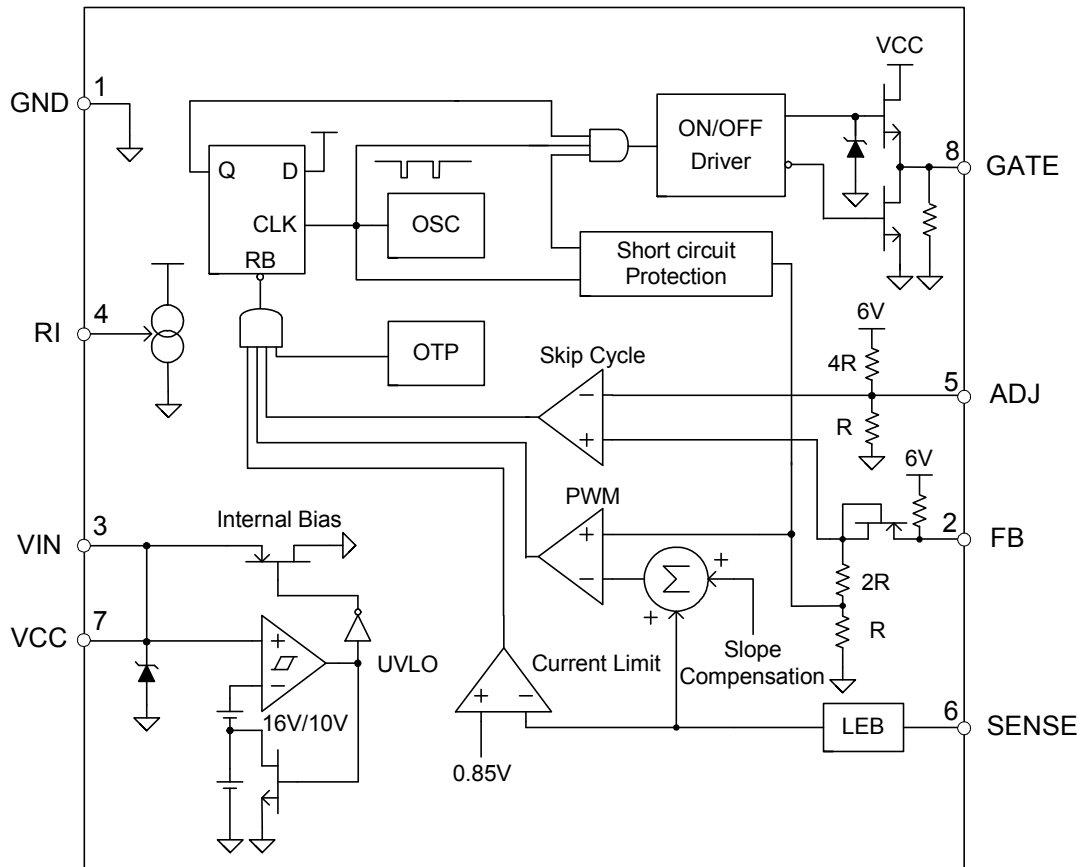 VCC
1
GND
ON/OFF
Driver
Q
D
8
GATE
CLK
OSC
RB
Short circuit
Protection
4
RI
6V
OTP
Skip Cycle
4R
5
ADJ
−
R
+
6V
PWM
3
Internal Bias
2
VIN
+
FB
+
−
Σ
2R
7
VCC
+
+
R
UVLO
Slope
Compensation
−
Current Limit
16V/10V
+
−
6
LEB
SENSE
0.85V